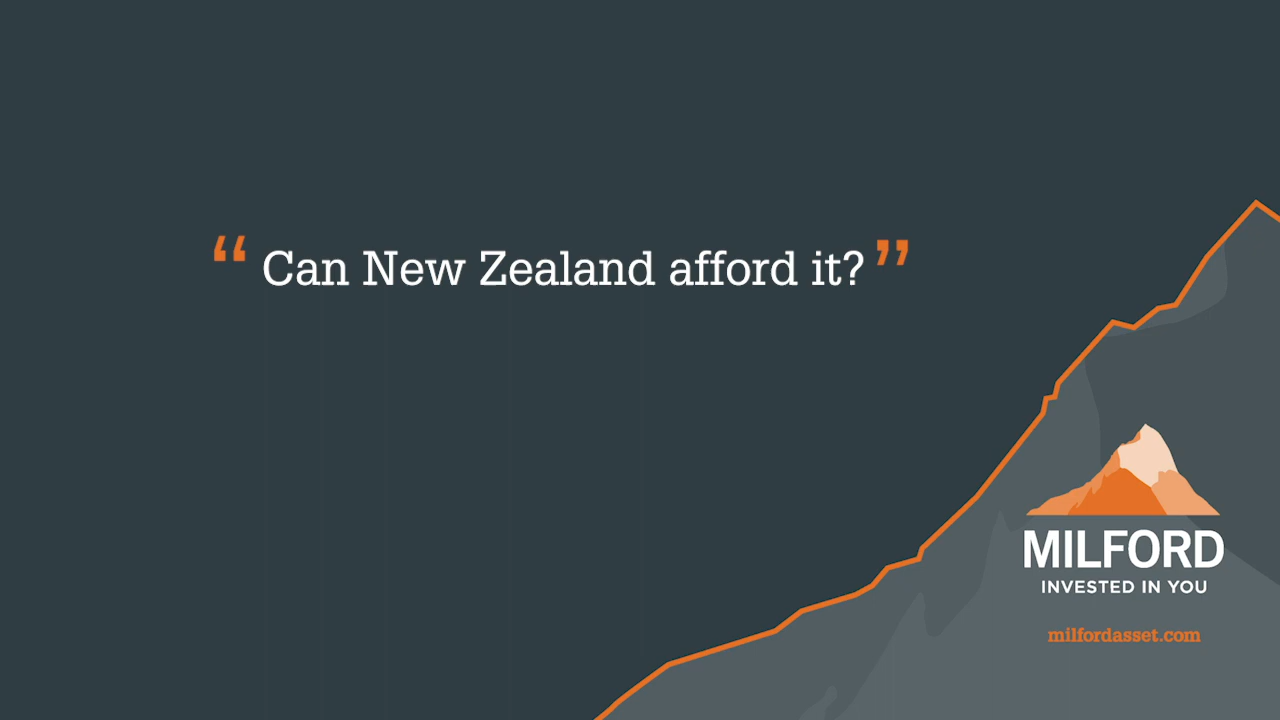 “Can New Zealand afford it?”
MILFORD
INVESTED IN YOU
milfordasset.com